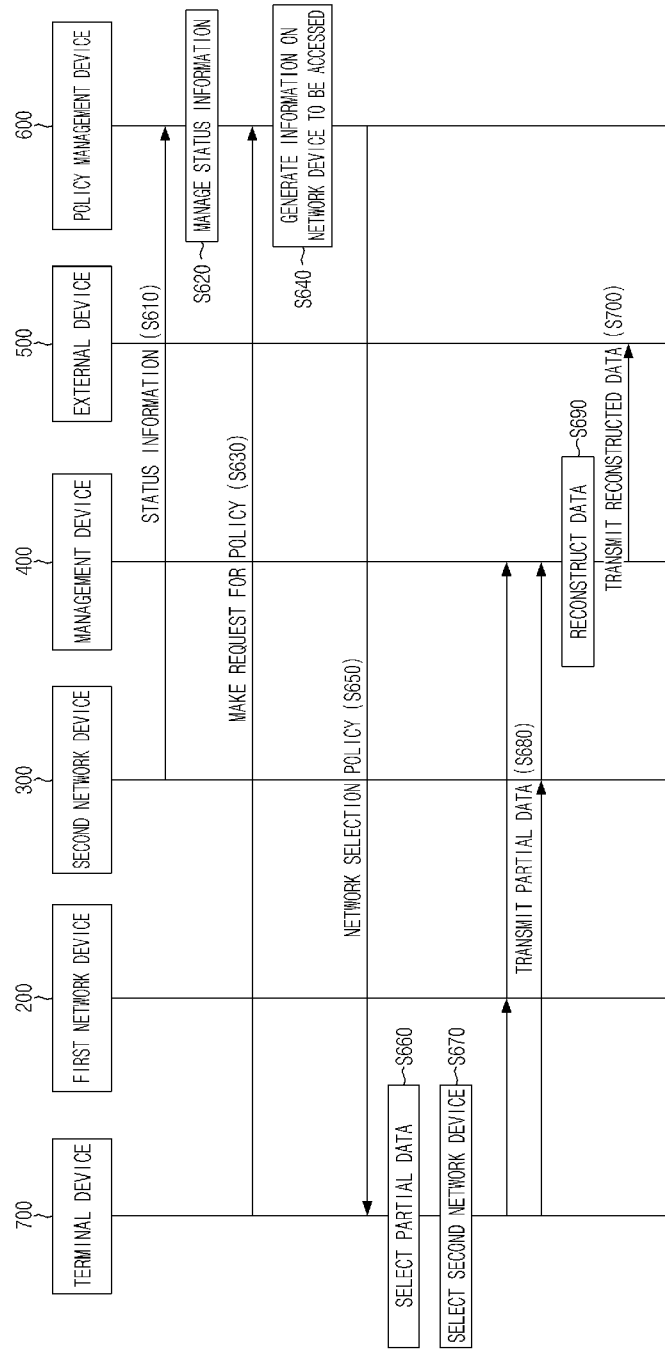 700
TERMINAL DEVICE
200
FIRST NETWORK DEVICE
300
SECOND NETWORK DEVICE
400
MANAGEMENT DEVICE
500
EXTERNAL DEVICE
600
POLICY MANAGEMENT DEVICE
STATUS INFORMATION (S610)
S620
MANAGE STATUS INFORMATION
MAKE REQUEST FOR POLICY (S630)
S640
GENERATE INFORMATION ON
NETWORK DEVICE TO BE ACCESSED
NETWORK SELECTION POLICY (S650)
SELECT PARTIAL DATA
S660
SELECT SECOND NETWORK DEVICE
S670
TRANSMIT PARTIAL DATA (S680)
RECONSTRUCT DATA
S690
TRANSMIT RECONSTRUCTED DATA (S700)